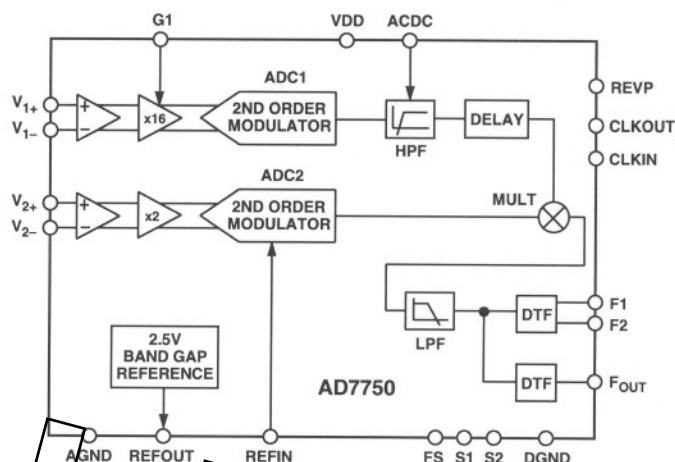 G1 VDD ACDC
ADC1
REVP
V1+ + x16 2ND ORDER MODULATOR HPF DELAY
V1− −
CLKOUT
CLKIN
ADC2
MULT
V2+ + x2 2ND ORDER MODULATOR
V2− −
LPF
DTF F1
F2
2.5V
BAND GAP
REFERENCE
AD7750
DTF FOUT
AGND REFOUT REFIN FS S1 S2 DGND